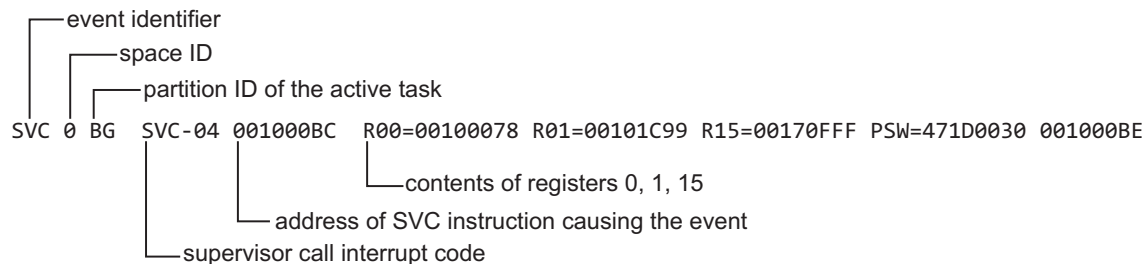 event identifier
space ID
partition ID of the active task
SVC 0 BG SVC-04 001000BC R00=00100078 R01=00101C99 R15=00170FFF PSW=471D0030 001000BE
contents of registers 0, 1, 15
address of SVC instruction causing the event
supervisor call interrupt code